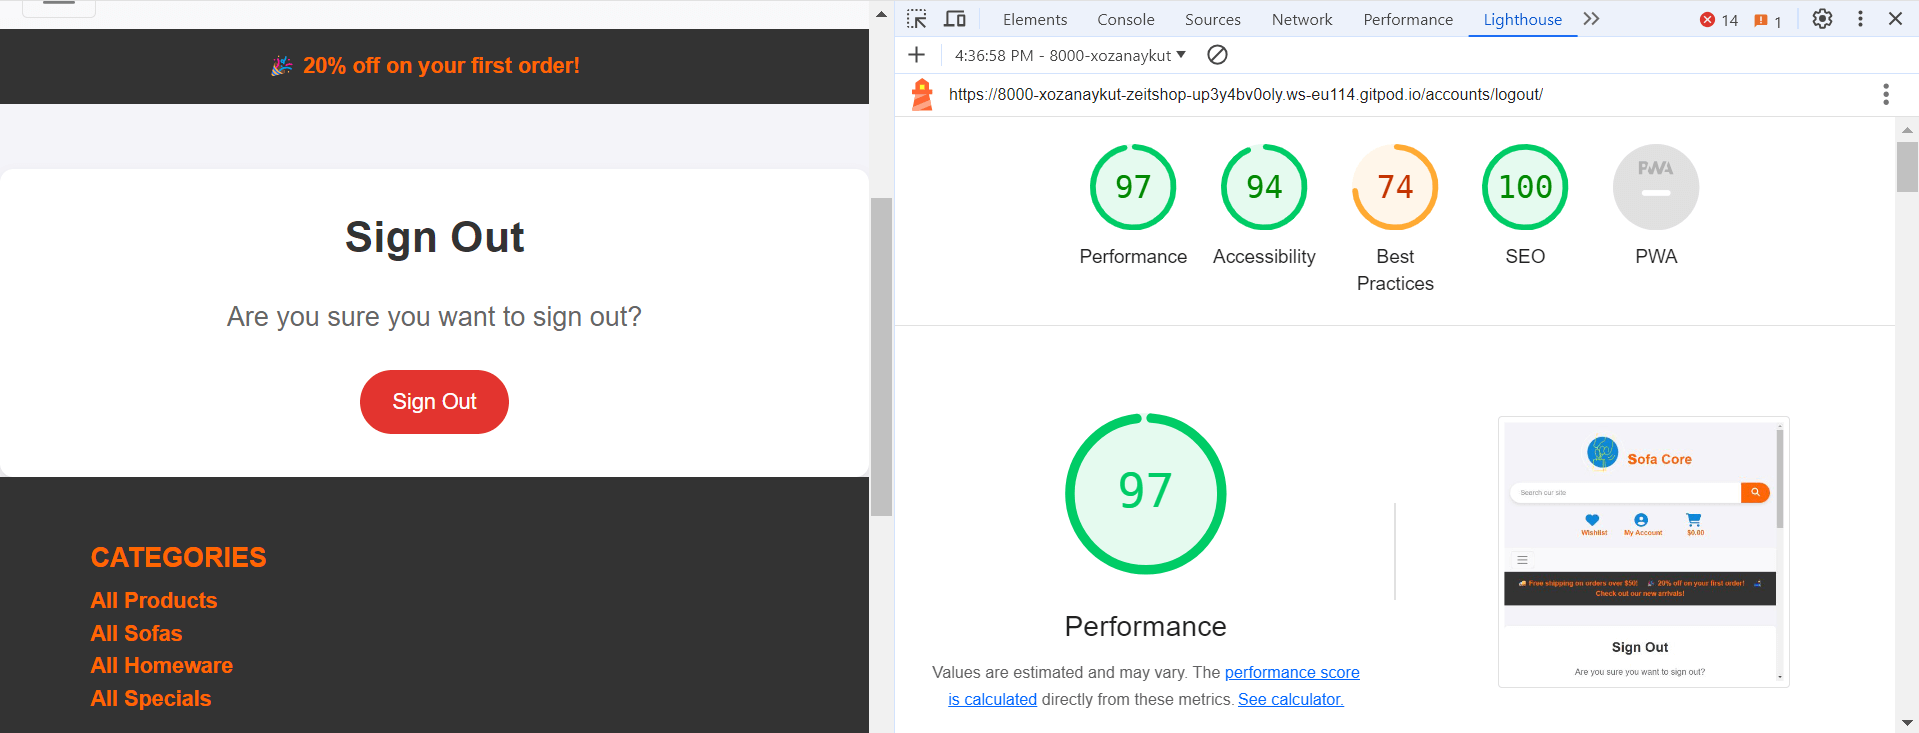 20% off on your first order!
Sign Out
Are you sure you want to sign out?
Sign Out
CATEGORIES
All Products
All Sofas
All Homeware
All Specials
Elements Console Sources Network Performance Lighthouse 14 1
4:36:58 PM - 8000-xozanaykut
https://8000-xozanaykut-zeitshop-up3y4bv0oly.ws-eu114.gitpod.io/accounts/logout/
97 94 74 100 PWA
Performance Accessibility Best Practices SEO PWA
97
Performance
Values are estimated and may vary. The performance score
is calculated directly from these metrics. See calculator.
Sofa Core
Search our site
Wishlist My Account $0.00
Free shipping on orders over $50! 20% off on your first order!
Check out our new arrivals!
Sign Out
Are you sure you want to sign out?